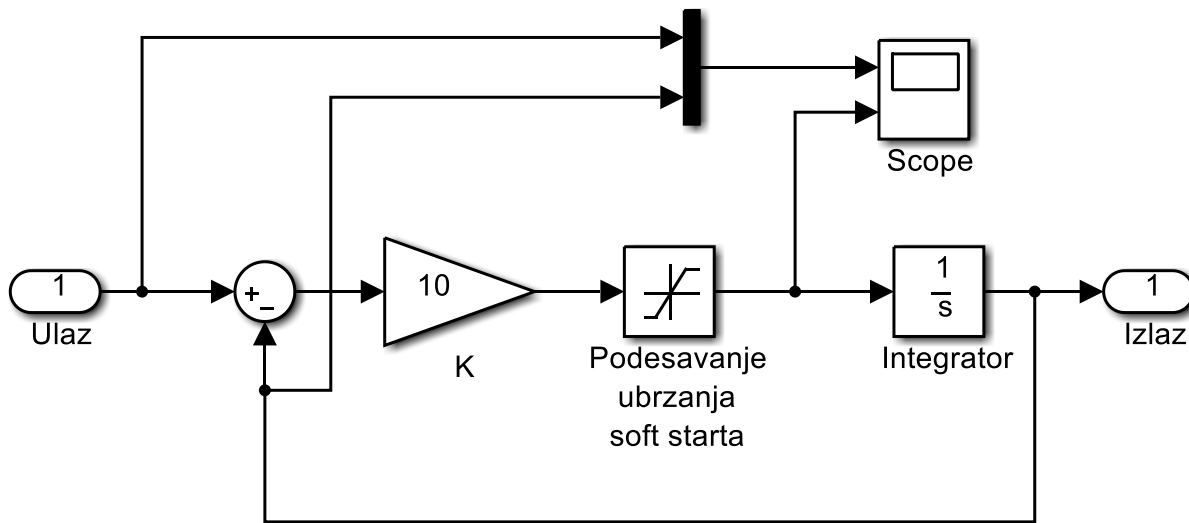 Scope
1
Ulaz
+
−
10
K
Podesavanje
ubrzanja
soft starta
1
s
Integrator
1
Izlaz